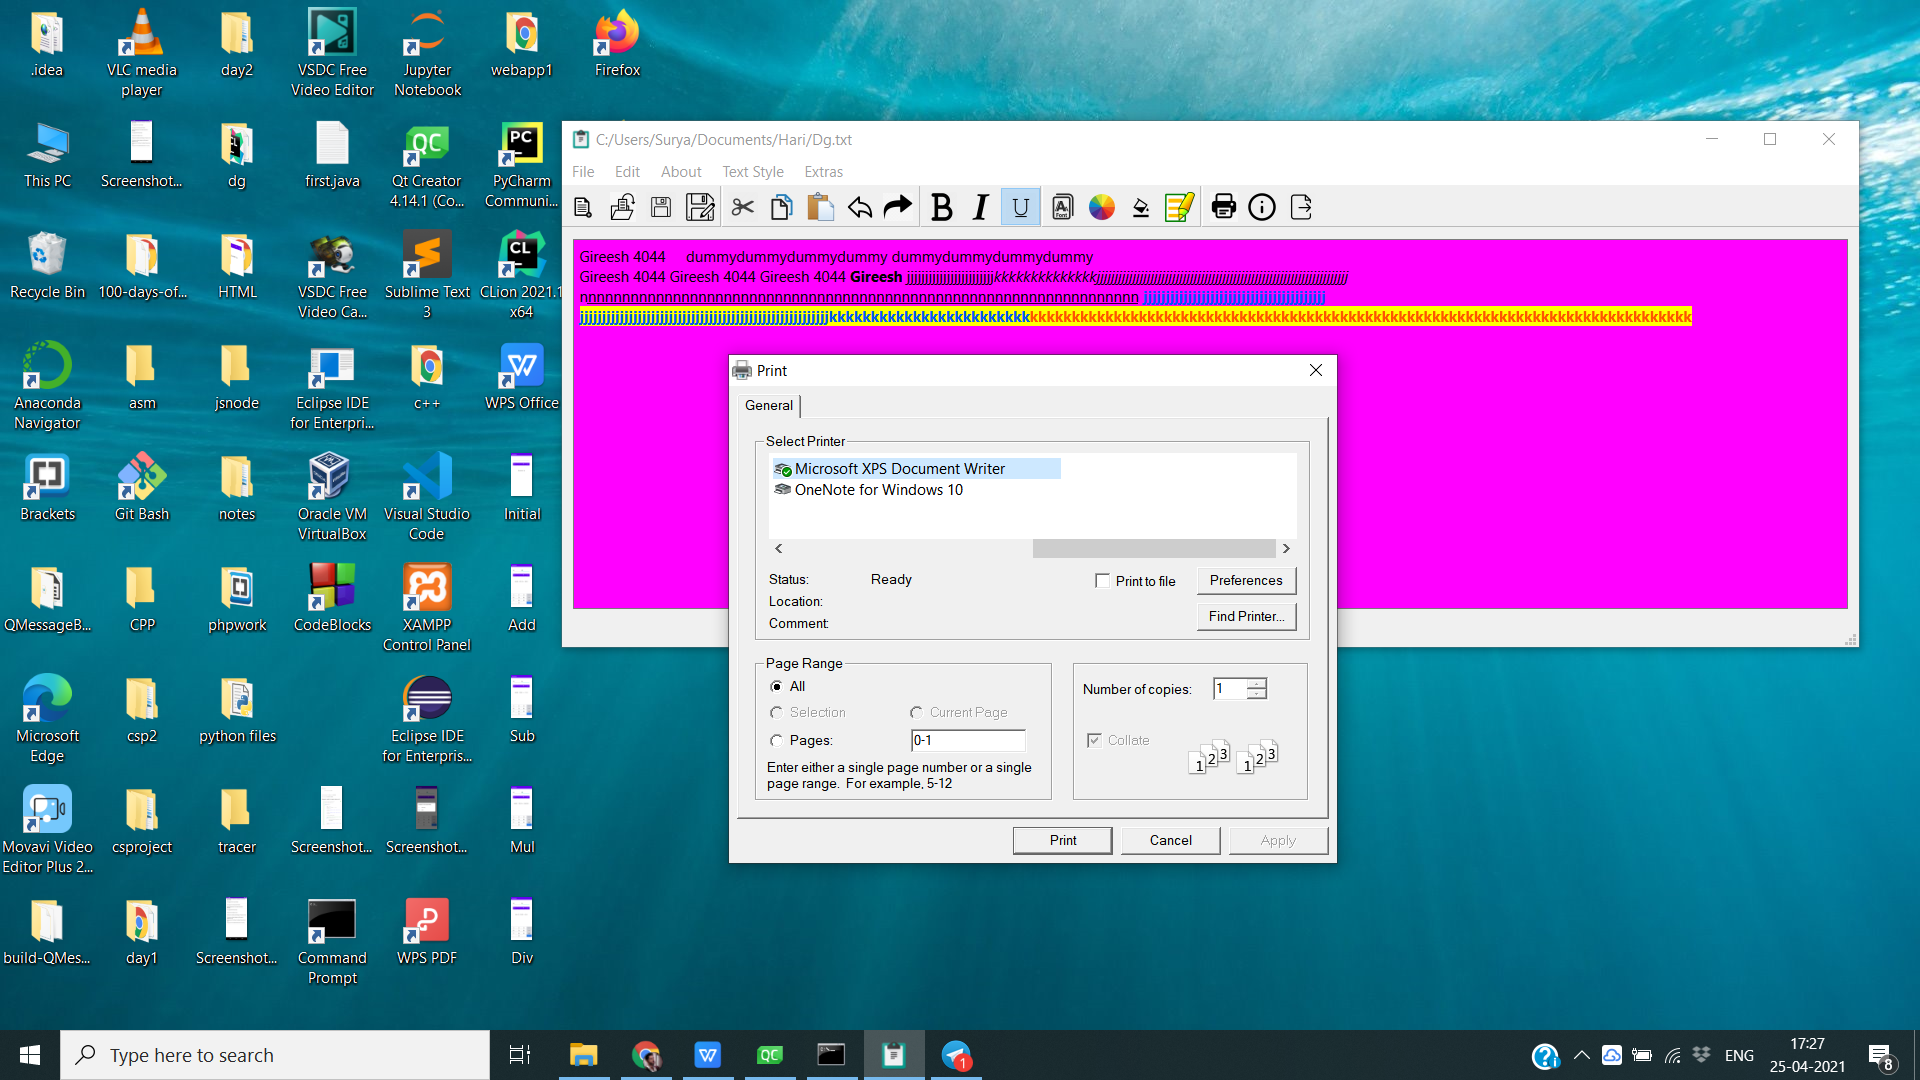 .idea
VLC media player
day2
VSDC Free Video Editor
Jupyter Notebook
webapp1
Firefox
This PC
Screenshot...
dg
first.java
Qt Creator 4.14.1 (Co...
PyCharm Communi...
Recycle Bin
100-days-of...
HTML
VSDC Free Video Ca...
Sublime Text 3
CLion 2021.1 x64
Anaconda Navigator
asm
jsnode
Eclipse IDE for Enterpri...
c++
WPS Office
Brackets
Git Bash
notes
Oracle VM VirtualBox
Visual Studio Code
Initial
QMessageB...
CPP
phpwork
CodeBlocks
XAMPP Control Panel
Add
Microsoft Edge
csp2
python files
Eclipse IDE for Enterpris...
Sub
Movavi Video Editor Plus 2...
csproject
tracer
Screenshot...
Screenshot...
Mul
build-QMes...
day1
Screenshot...
Command Prompt
WPS PDF
Div
C:/Users/Surya/Documents/Hari/Dg.txt
File Edit About Text Style Extras
Gireesh 4044 dummydummydummydummy dummydummydummydummy
Gireesh 4044 Gireesh 4044 Gireesh 4044 Gireesh
Print
General
Select Printer
Microsoft XPS Document Writer
OneNote for Windows 10
Status: Ready
Print to file
Preferences
Location:
Comment:
Find Printer...
Page Range
All
Selection
Current Page
Pages: 0-1
Enter either a single page number or a single
page range. For example, 5-12
Number of copies: 1
Collate
1 2 3 1 2 3
Print
Cancel
Apply
Type here to search
ENG
17:27
25-04-2021
8